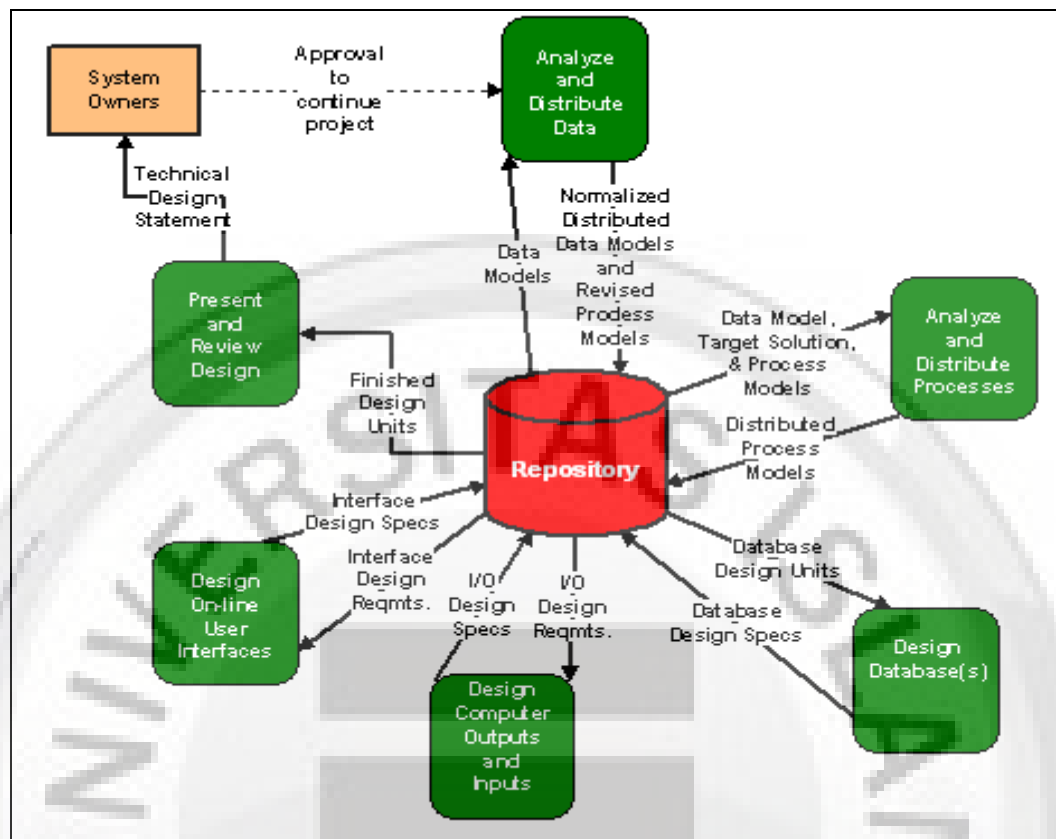 System
Owners
Approval
to
continue
project
Analyze
and
Distribute
Data
Technical
Design
Statement
Data
Models
Normalized
Distributed
Data Models
and
Revised
Prodess
Models
Present
and
Review
Design
Data Model,
Target Solution,
& Process
Models
Analyze
and
Distribute
Processes
Finished
Design
Units
Repository
Distributed
Process
Models
Interface
Design Specs
Interface
Design
Reqmts.
Design
On-line
User
Interfaces
I/O
Design
Specs
I/O
Design
Reqmts.
Database
Design Units
Database
Design Specs
Design
Database(s)
Design
Computer
Outputs
and
Inputs